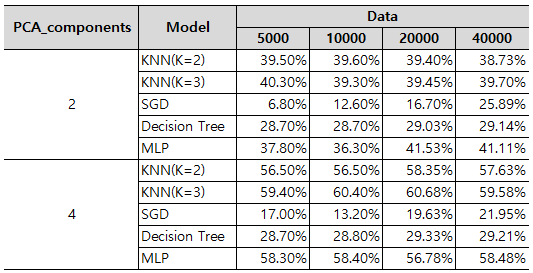 PCA_components Model Data
5000 10000 20000 40000
2 KNN(K=2) 39.50% 39.60% 39.40% 38.73%
KNN(K=3) 40.30% 39.30% 39.45% 39.70%
SGD 6.80% 12.60% 16.70% 25.89%
Decision Tree 28.70% 28.70% 29.03% 29.14%
MLP 37.80% 36.30% 41.53% 41.11%
4 KNN(K=2) 56.50% 56.50% 58.35% 57.63%
KNN(K=3) 59.40% 60.40% 60.68% 59.58%
SGD 17.00% 13.20% 19.63% 21.95%
Decision Tree 28.70% 28.80% 29.33% 29.21%
MLP 58.30% 58.40% 56.78% 58.48%